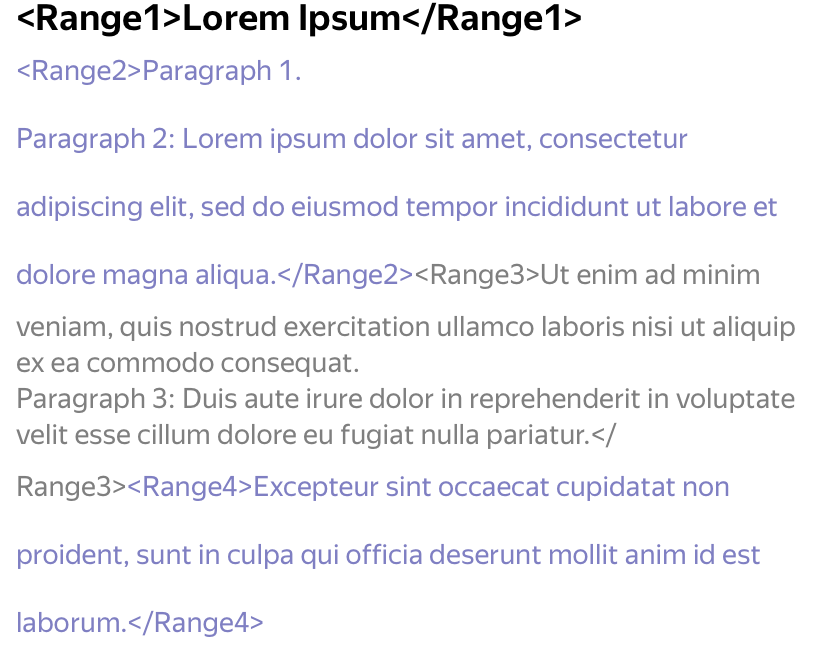 <Range1>Lorem Ipsum</Range1>
<Range2>Paragraph 1.
Paragraph 2: Lorem ipsum dolor sit amet, consectetur
adipiscing elit, sed do eiusmod tempor incididunt ut labore et
dolore magna aliqua.</Range2><Range3>Ut enim ad minim
veniam, quis nostrud exercitation ullamco laboris nisi ut aliquip
ex ea commodo consequat.
Paragraph 3: Duis aute irure dolor in reprehenderit in voluptate
velit esse cillum dolore eu fugiat nulla pariatur.</
Range3><Range4>Excepteur sint occaecat cupidatat non
proident, sunt in culpa qui officia deserunt mollit anim id est
laborum.</Range4>